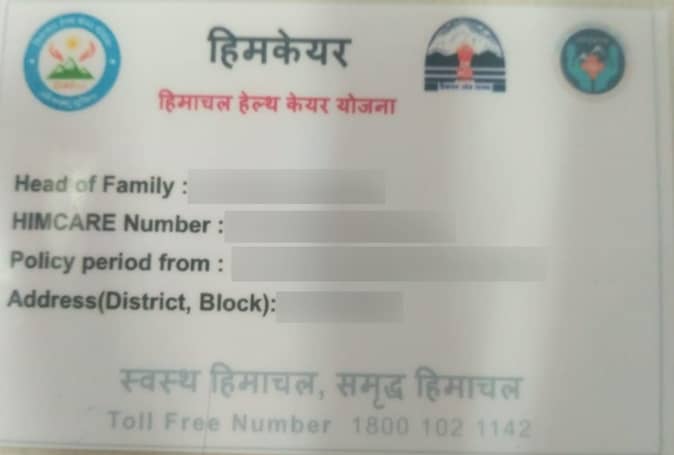 हिमकेयर
हिमाचल हेल्थ केयर योजना
Head of Family :
HIMCARE Number :
Policy period from :
Address(District, Block):
स्वस्थ हिमाचल, समृद्ध हिमाचल
Toll Free Number 1800 102 1142